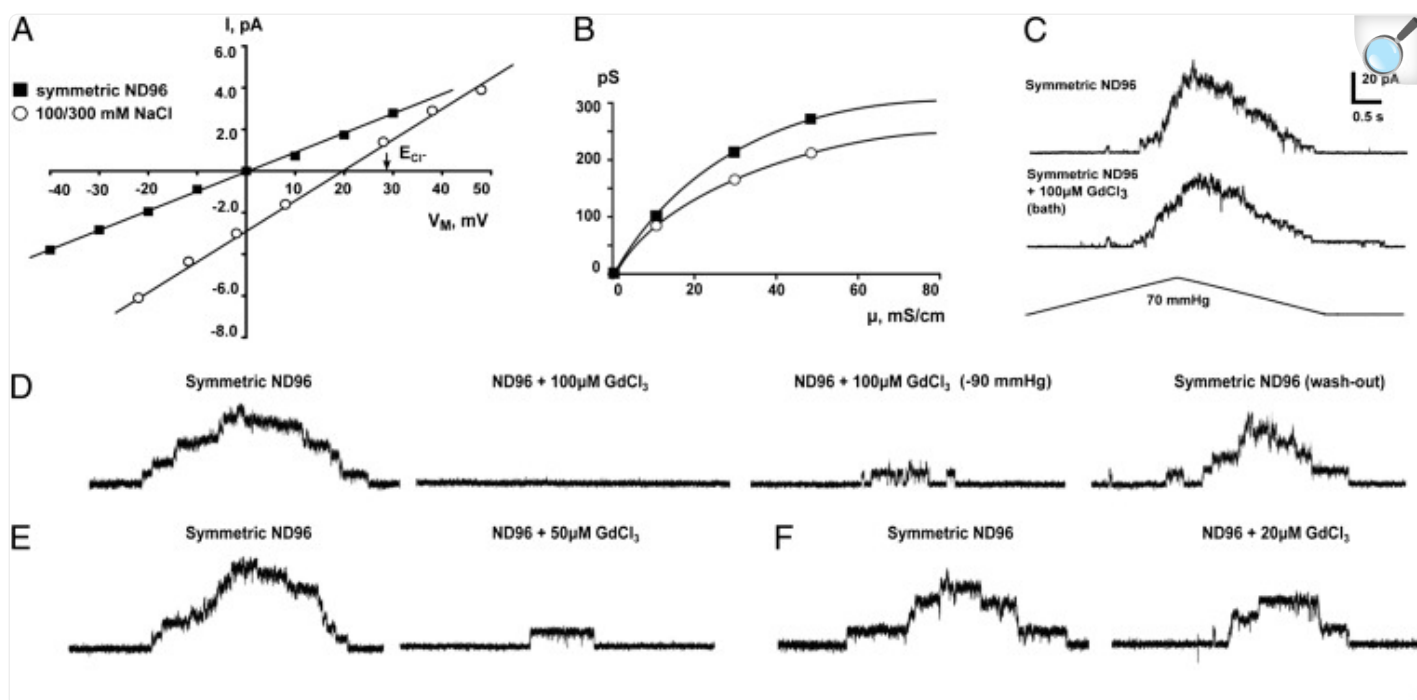 A
I, pA
6.0
4.0
2.0
■ symmetric ND96
○ 100/300 mM NaCl
E_Cl-
-40 -30 -20 -10 10 20 30 40 50
V_M, mV
-2.0
-4.0
-6.0
-8.0
B
pS
300
200
100
0
0 20 40 60 80
µ, mS/cm
C
Symmetric ND96
20 pA
0.5 s
Symmetric ND96
+ 100µM GdCl₃
(bath)
70 mmHg
D
Symmetric ND96
ND96 + 100µM GdCl₃
ND96 + 100µM GdCl₃ (-90 mmHg)
Symmetric ND96 (wash-out)
E
Symmetric ND96
ND96 + 50µM GdCl₃
F
Symmetric ND96
ND96 + 20µM GdCl₃